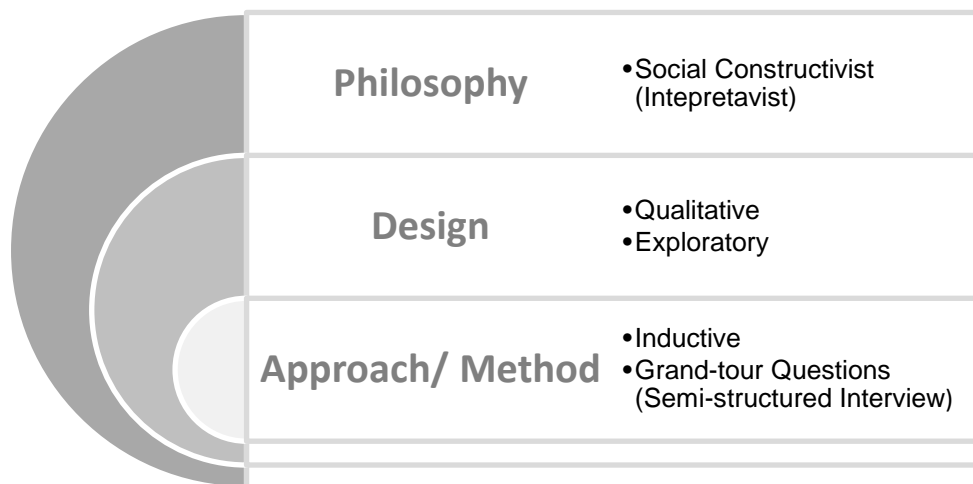 Philosophy
•Social Constructivist
(Intepretavist)
Design
•Qualitative
•Exploratory
Approach/ Method
•Inductive
•Grand-tour Questions
(Semi-structured Interview)